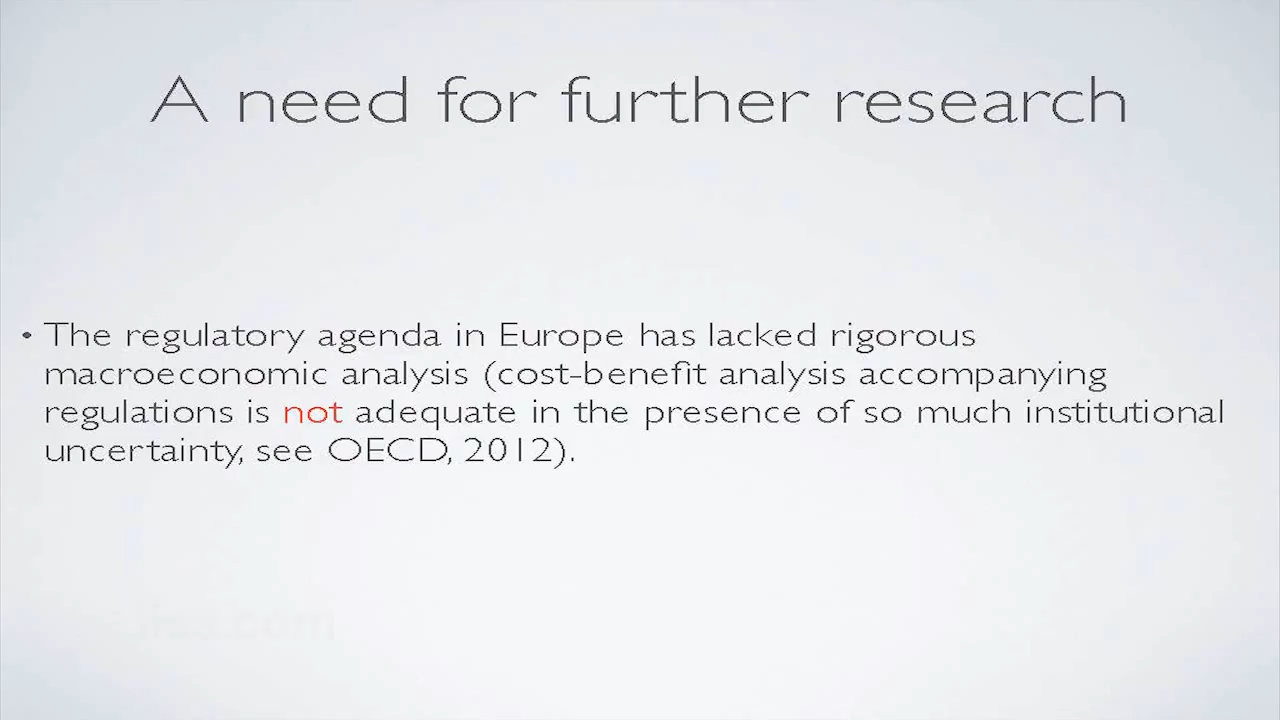 A need for further research
• The regulatory agenda in Europe has lacked rigorous
macroeconomic analysis (cost-benefit analysis accompanying
regulations is not adequate in the presence of so much institutional
uncertainty, see OECD, 2012).